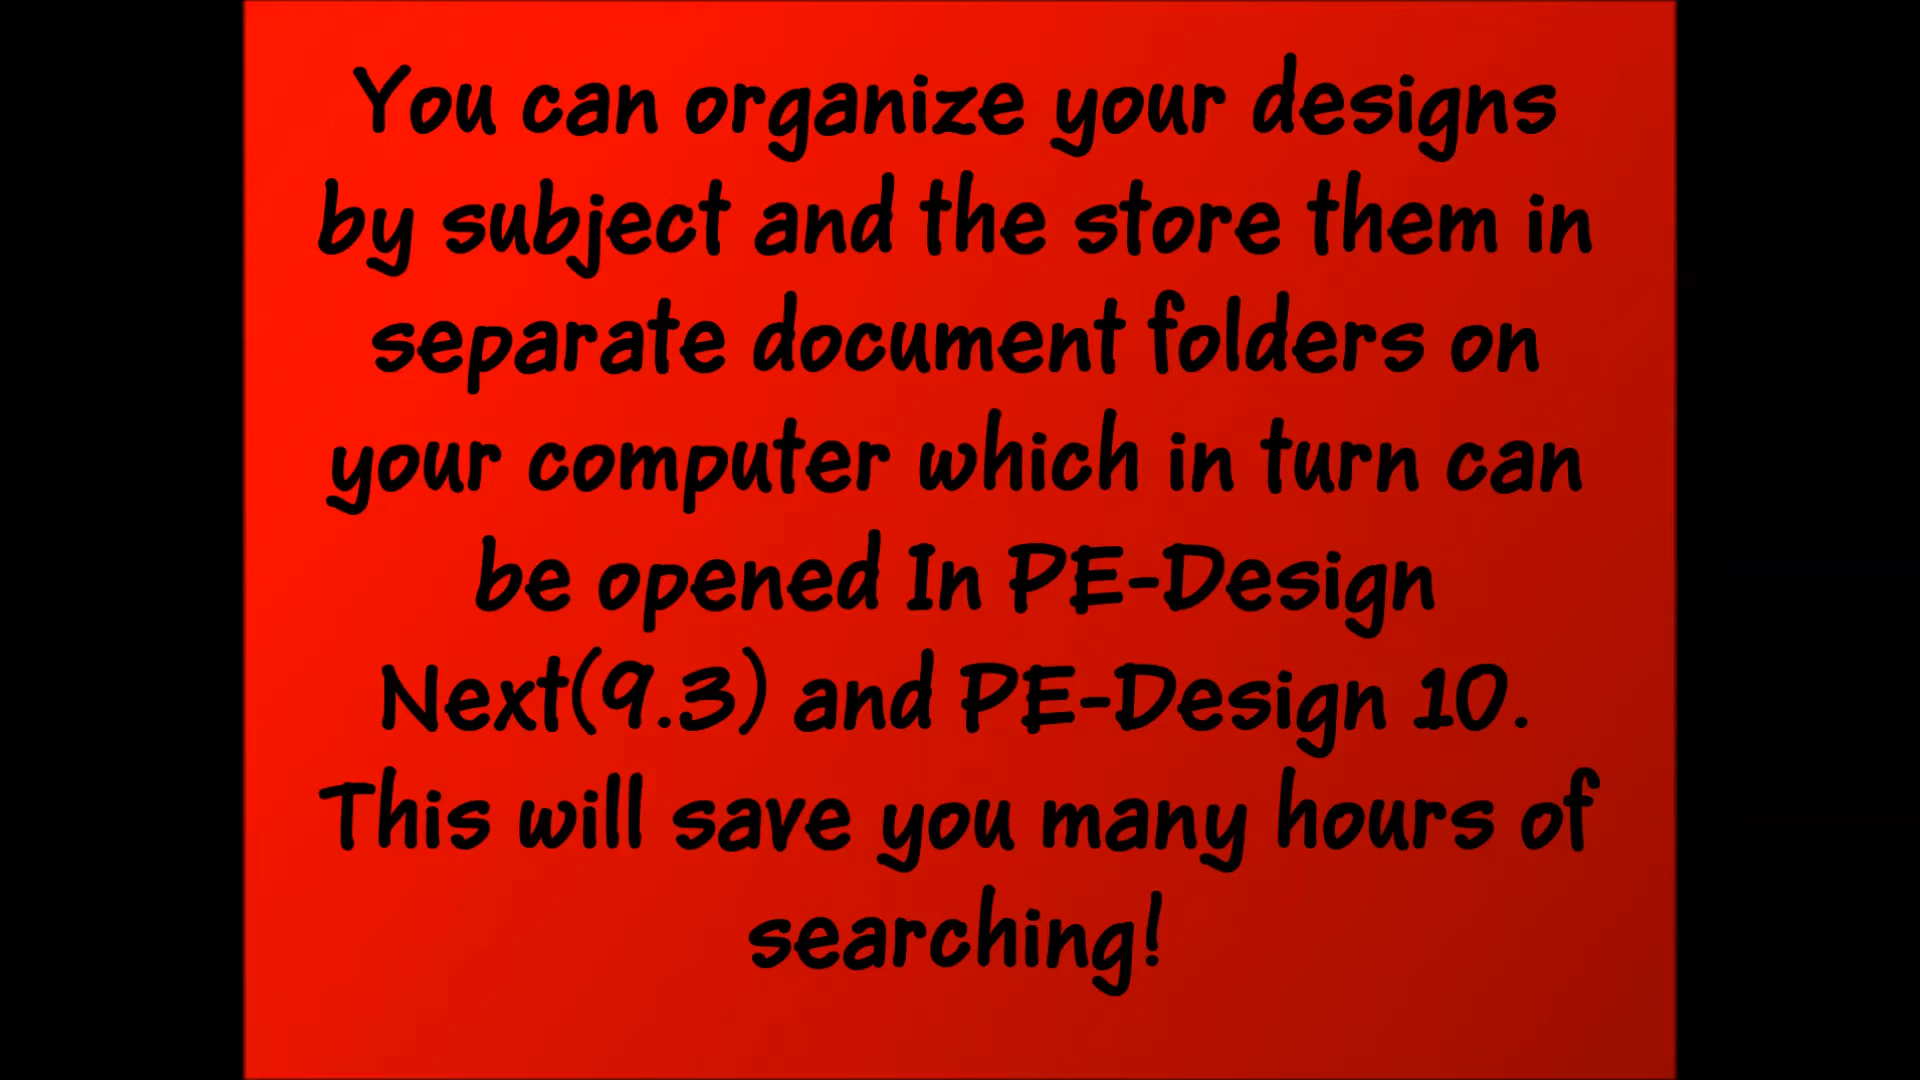 You can organize your designs
by subject and the store them in
separate document folders on
your computer which in turn can
be opened In PE-Design
Next(9.3) and PE-Design 10.
This will save you many hours of
searching!